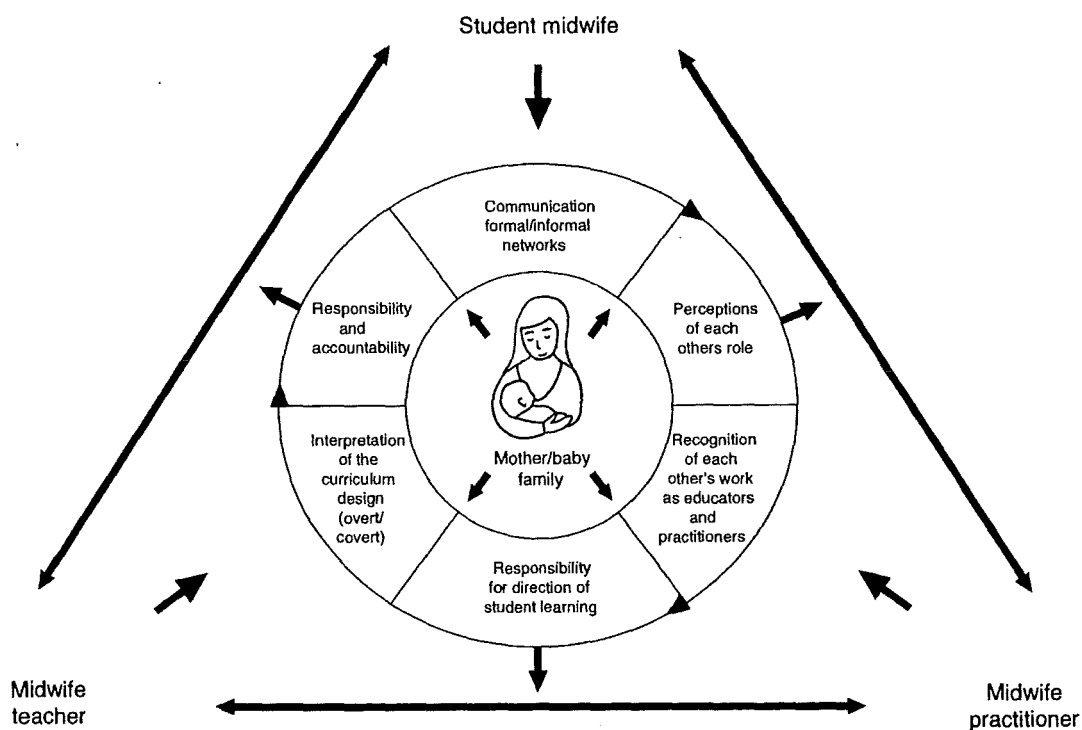 Student midwife
Communication
formal/informal
networks
Responsibility
and
accountability
Perceptions
of each
others role
Interpretation
of the
curriculum
design
(overt/
covert)
Mother/baby
family
Recognition
of each
other's work
as educators
and
practitioners
Responsibility
for direction of
student learning
Midwife
teacher
Midwife
practitioner